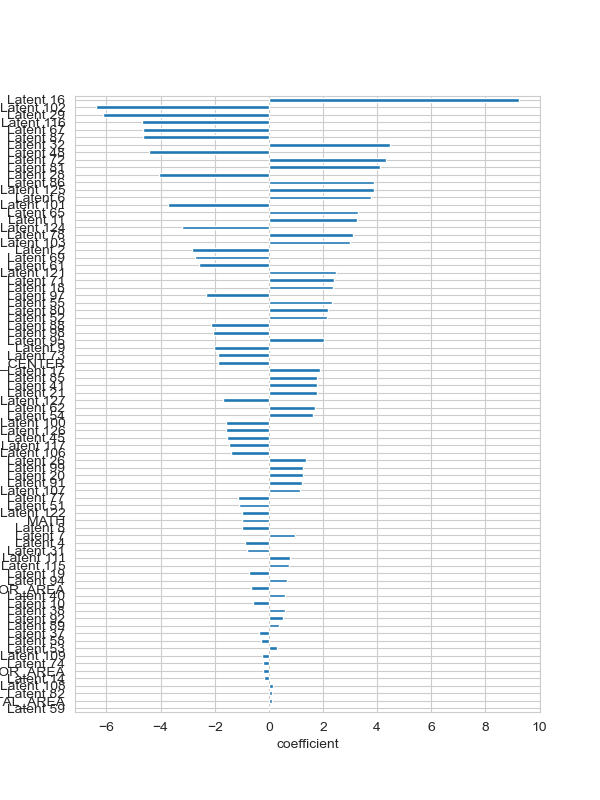 Latent 16
Latent 102
Latent 29
Latent 116
Latent 67
Latent 87
Latent 32
Latent 48
Latent 72
Latent 81
Latent 28
Latent 86
Latent 125
Latent 6
Latent 101
Latent 65
Latent 11
Latent 124
Latent 78
Latent 103
Latent 2
Latent 69
Latent 61
Latent 121
Latent 71
Latent 18
Latent 97
Latent 55
Latent 80
Latent 52
Latent 88
Latent 98
Latent 95
Latent 9
Latent 73
_CENTER
Latent 17
Latent 85
Latent 41
Latent 21
Latent 127
Latent 62
Latent 54
Latent 100
Latent 126
Latent 45
Latent 117
Latent 106
Latent 26
Latent 99
Latent 20
Latent 91
Latent 107
Latent 77
Latent 51
Latent 122
MATH
Latent 8
Latent 7
Latent 4
Latent 31
Latent 111
Latent 115
Latent 19
Latent 94
OR_AREA
Latent 40
Latent 10
Latent 38
Latent 92
Latent 89
Latent 37
Latent 58
Latent 53
Latent 109
Latent 74
OR_AREA
Latent 14
Latent 108
Latent 82
AL_AREA
Latent 59
−6 −4 −2 0 2 4 6 8 10
coefficient